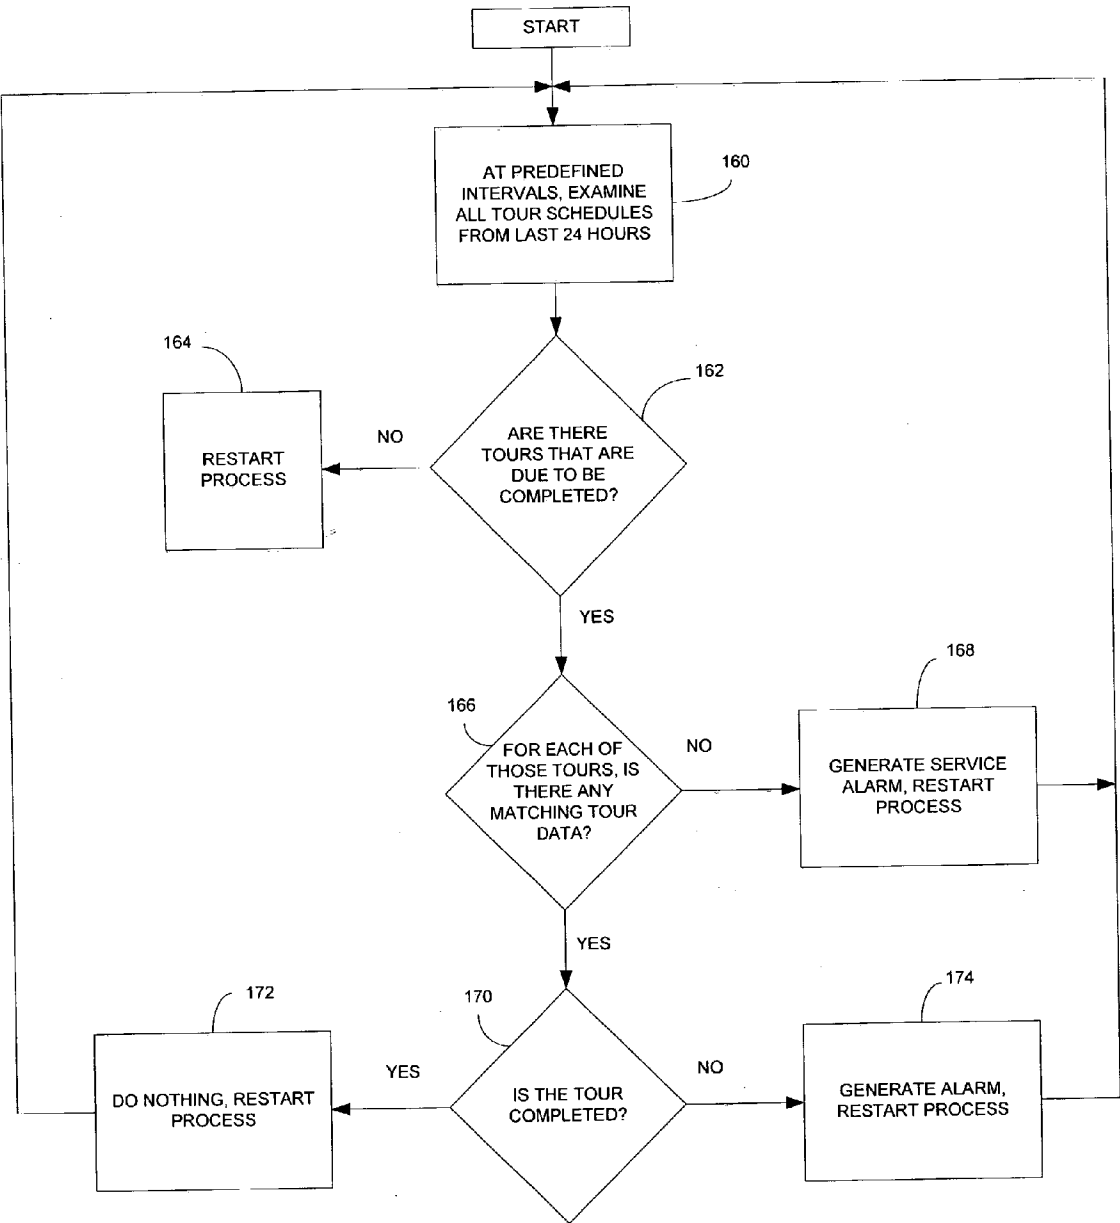 START
AT PREDEFINED
INTERVALS, EXAMINE
ALL TOUR SCHEDULES
FROM LAST 24 HOURS
160
164
162
RESTART
PROCESS
NO
ARE THERE
TOURS THAT ARE
DUE TO BE
COMPLETED?
YES
166
168
FOR EACH OF
THOSE TOURS, IS
THERE ANY
MATCHING TOUR
DATA?
NO
GENERATE SERVICE
ALARM, RESTART
PROCESS
YES
172
170
174
DO NOTHING, RESTART
PROCESS
YES
IS THE TOUR
COMPLETED?
NO
GENERATE ALARM,
RESTART PROCESS